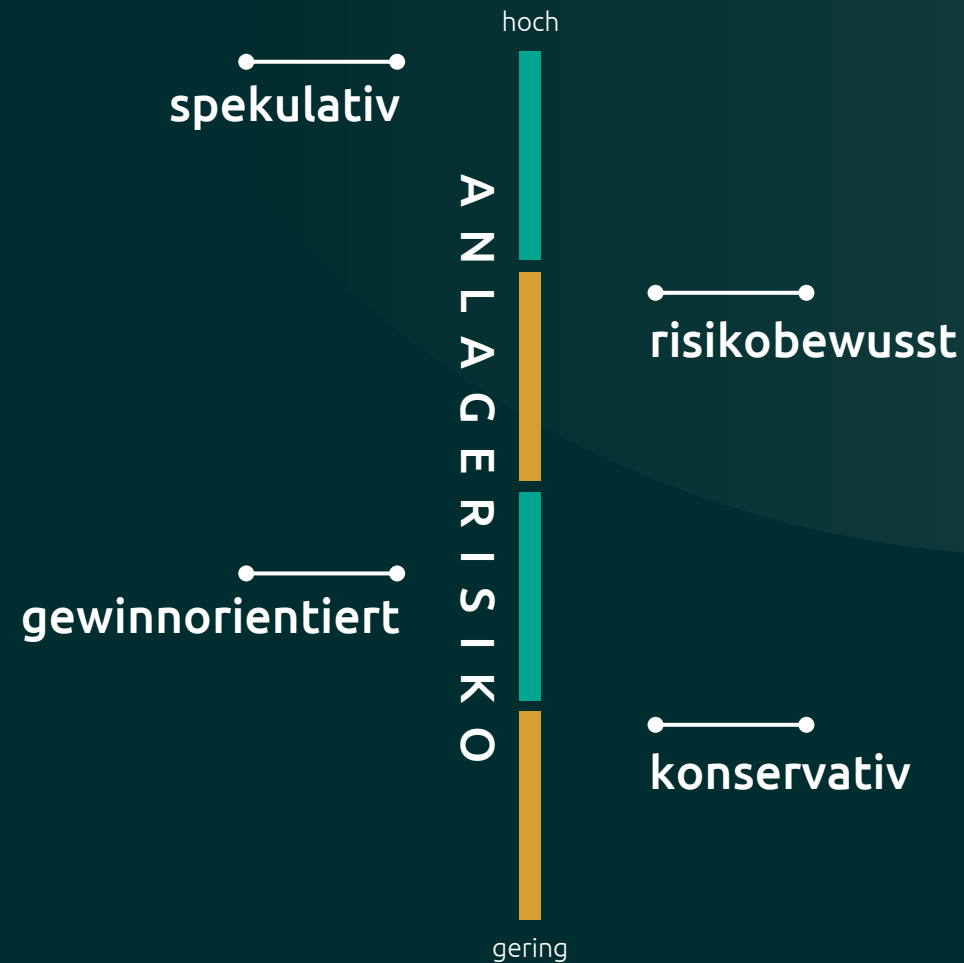 hoch
spekulativ
ANLAGERISIKO
risikobewusst
gewinnorientiert
konservativ
gering